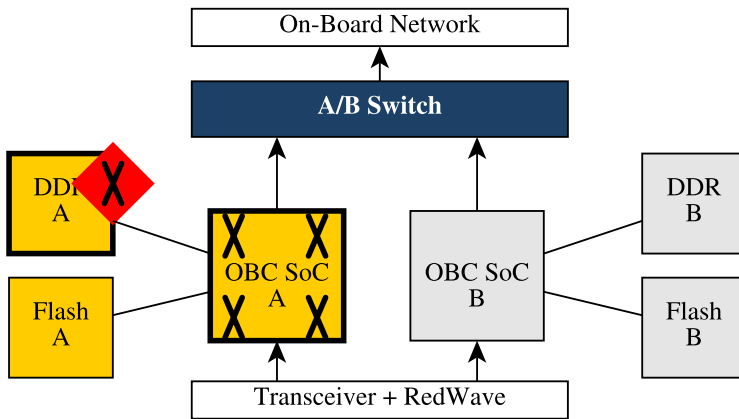 On-Board Network
A/B Switch
DDR
A
Flash
A
OBC SoC
A
OBC SoC
B
DDR
B
Flash
B
Transceiver + RedWave